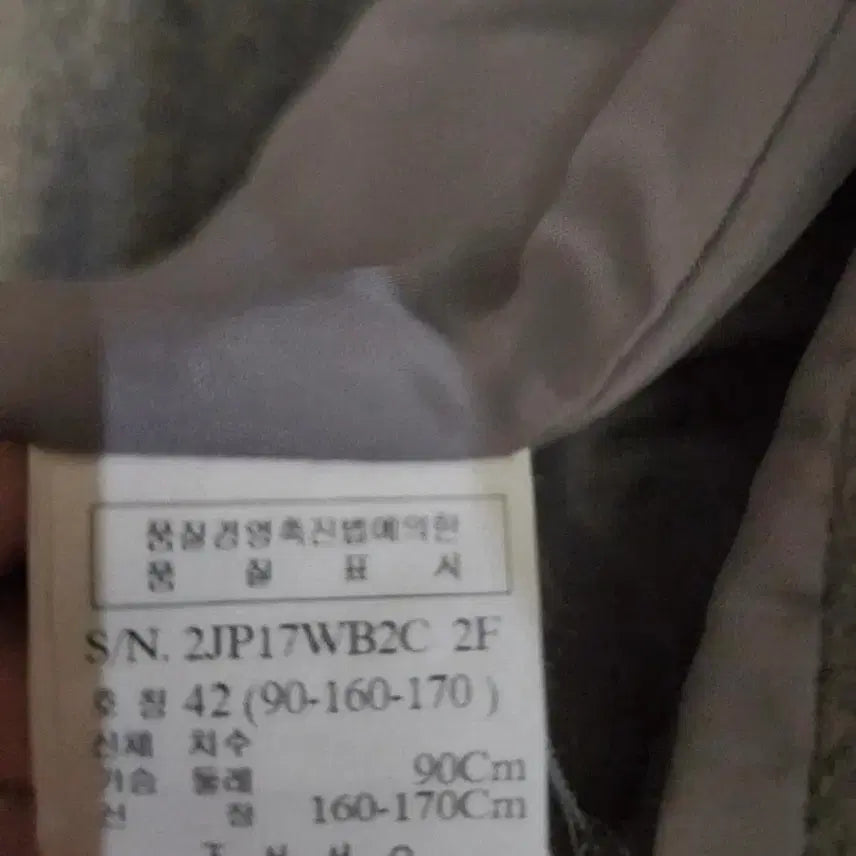 품질경영촉진법에의한
품 질 표 시
S/N. 2JP17WB2C 2F
호 칭 42 (90-160-170 )
신체 치수
가슴 둘레 90Cm
신 장 160-170Cm